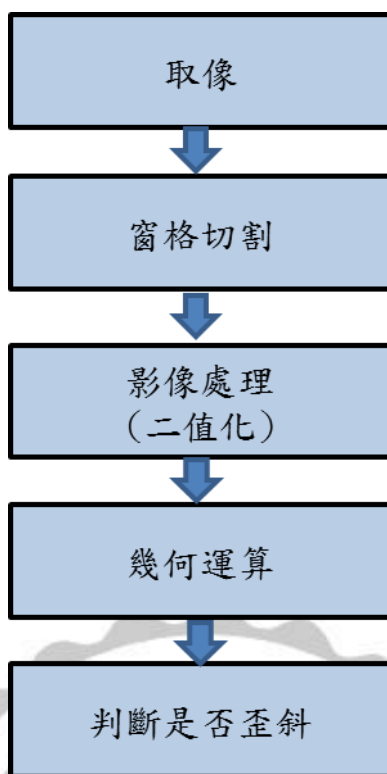 取像
窗格切割
影像處理
(二值化)
幾何運算
判斷是否歪斜